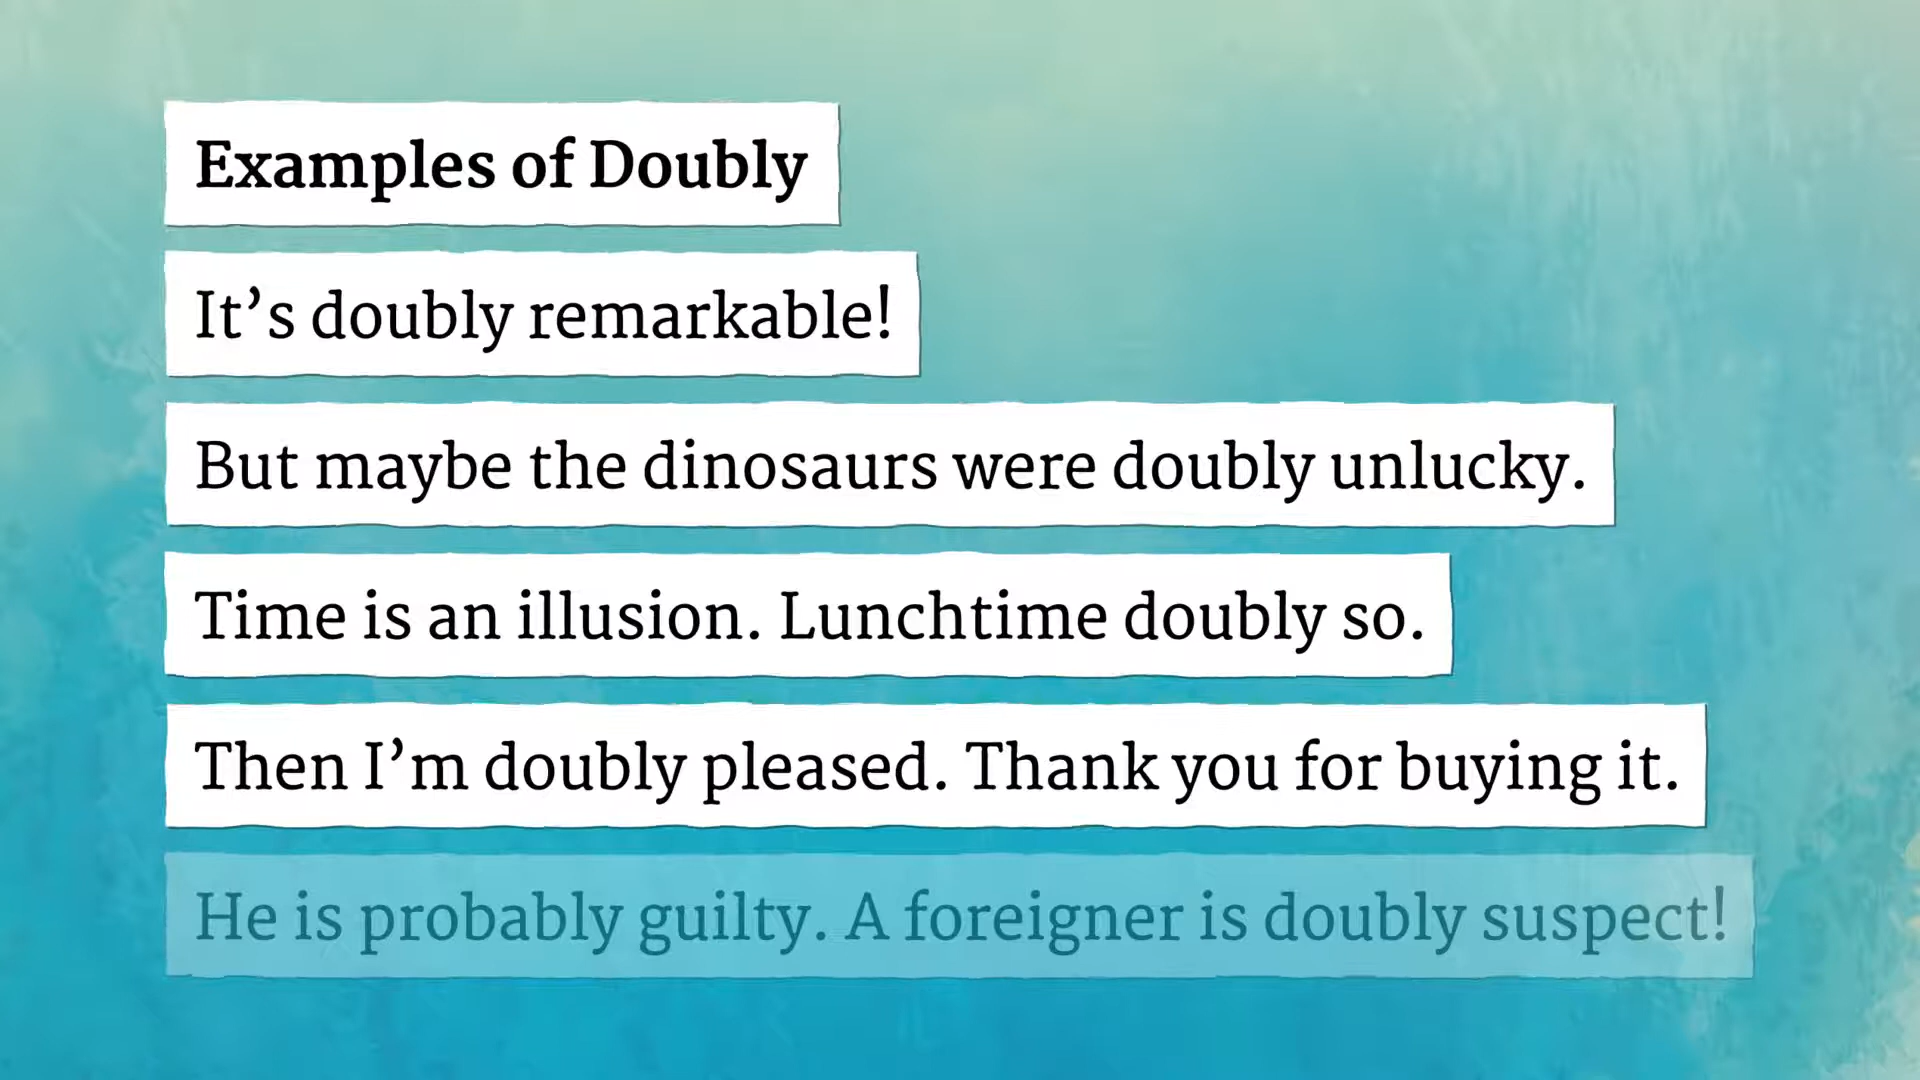 Examples of Doubly
It’s doubly remarkable!
But maybe the dinosaurs were doubly unlucky.
Time is an illusion. Lunchtime doubly so.
Then I’m doubly pleased. Thank you for buying it.
He is probably guilty. A foreigner is doubly suspect!